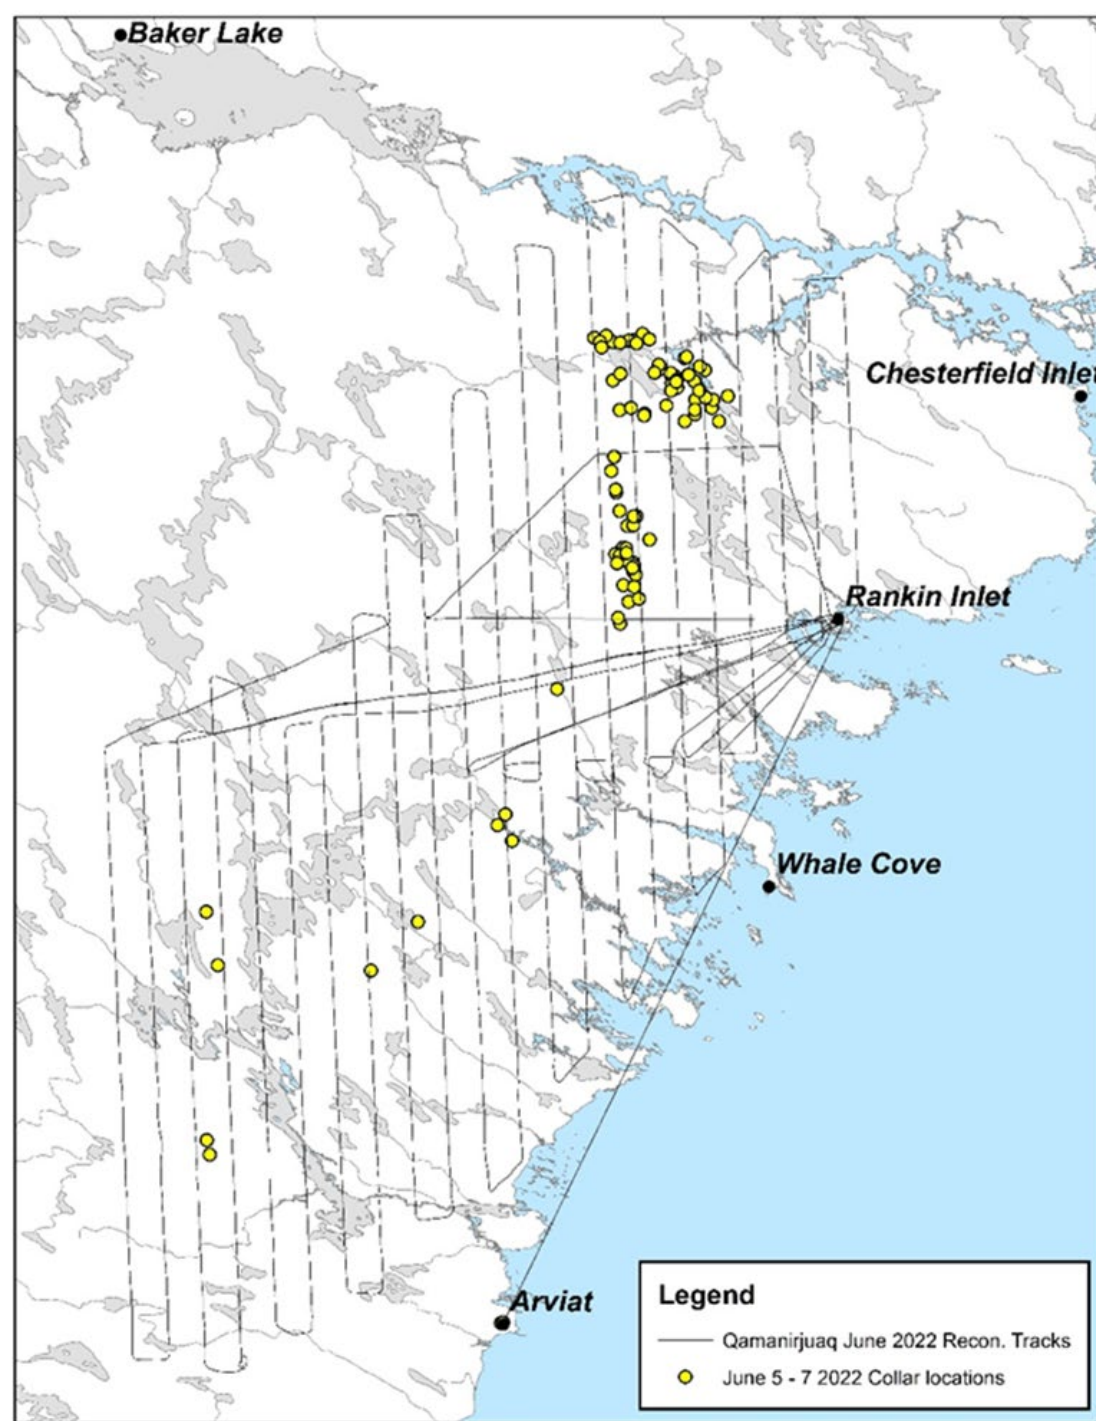 Baker Lake
Chesterfield Inlet
Rankin Inlet
Whale Cove
Arviat
Legend
Qamanirjuaq June 2022 Recon. Tracks
June 5 - 7 2022 Collar locations